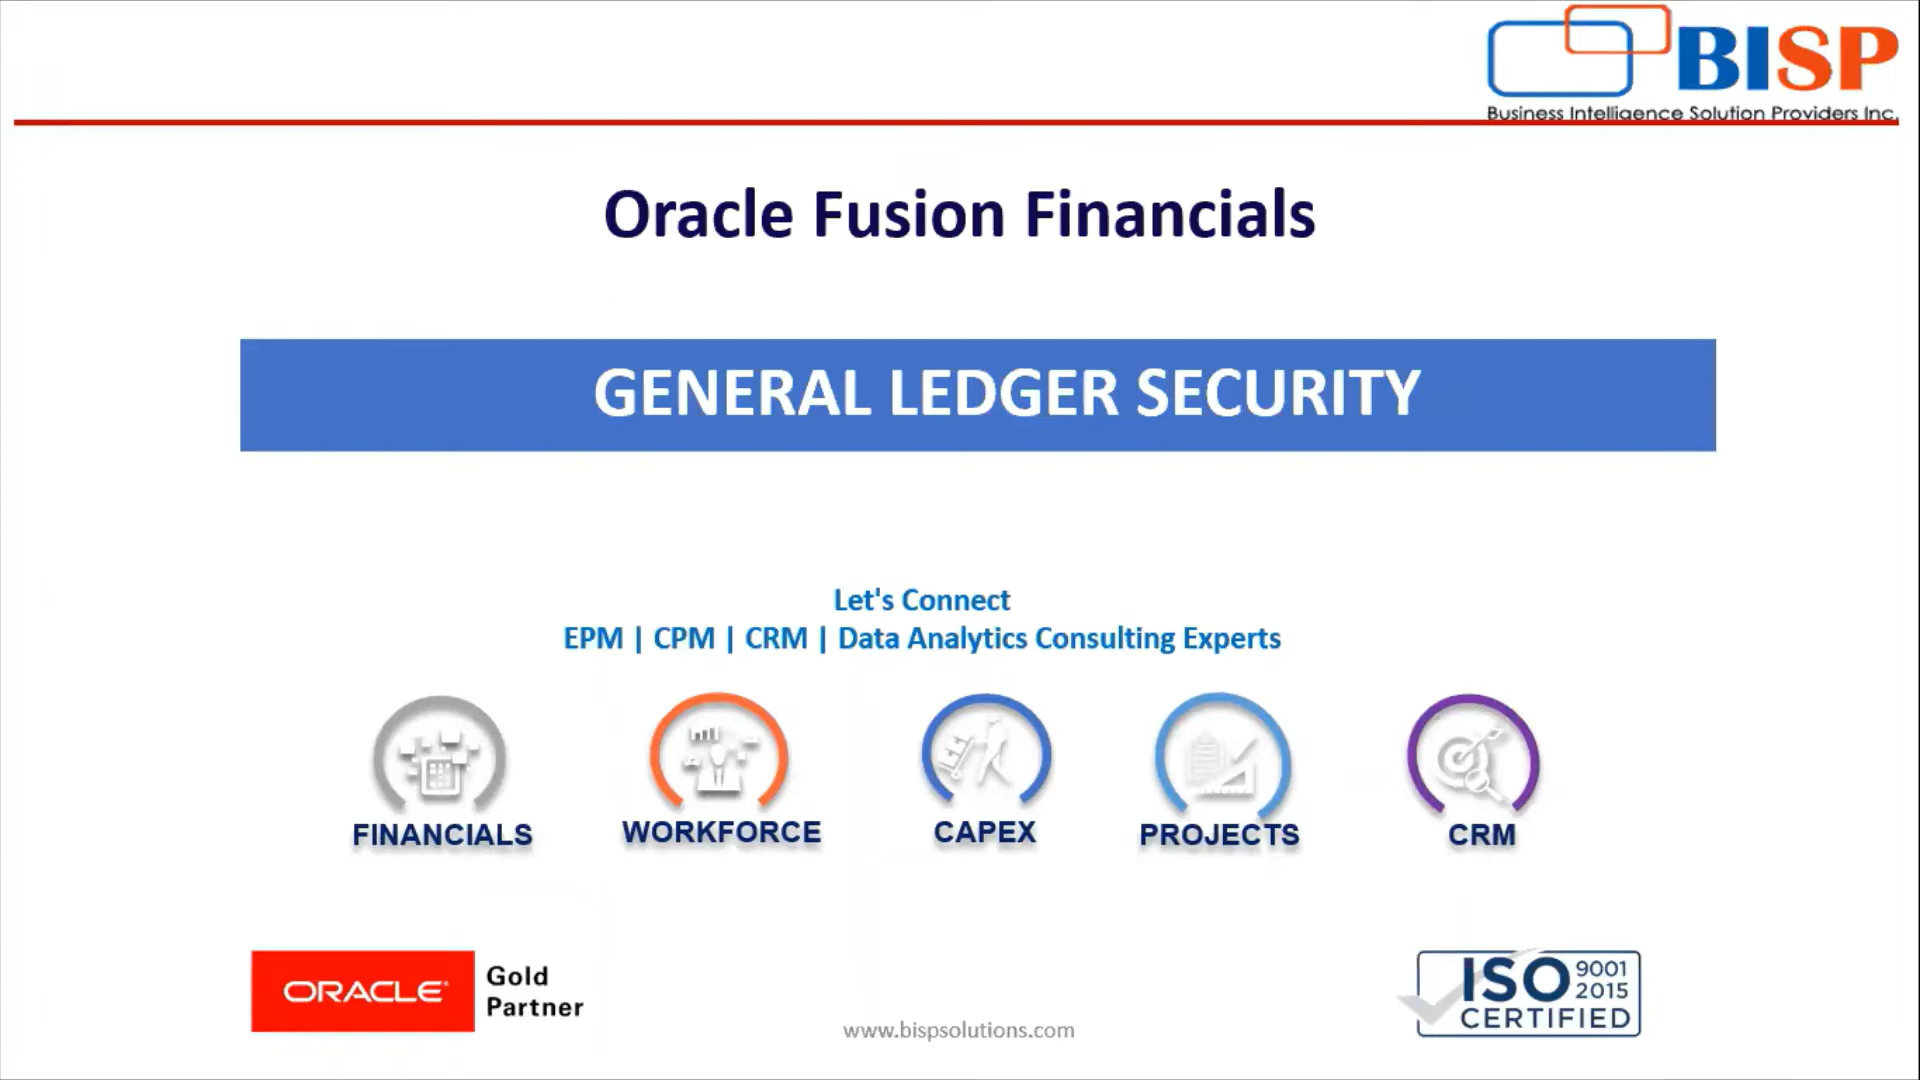 BISP
Business Intelligence Solution Providers Inc.
Oracle Fusion Financials
GENERAL LEDGER SECURITY
Let's Connect
EPM | CPM | CRM | Data Analytics Consulting Experts
FINANCIALS
WORKFORCE
CAPEX
PROJECTS
CRM
ORACLE®
Gold
Partner
www.bispsolutions.com
ISO 9001
2015
CERTIFIED